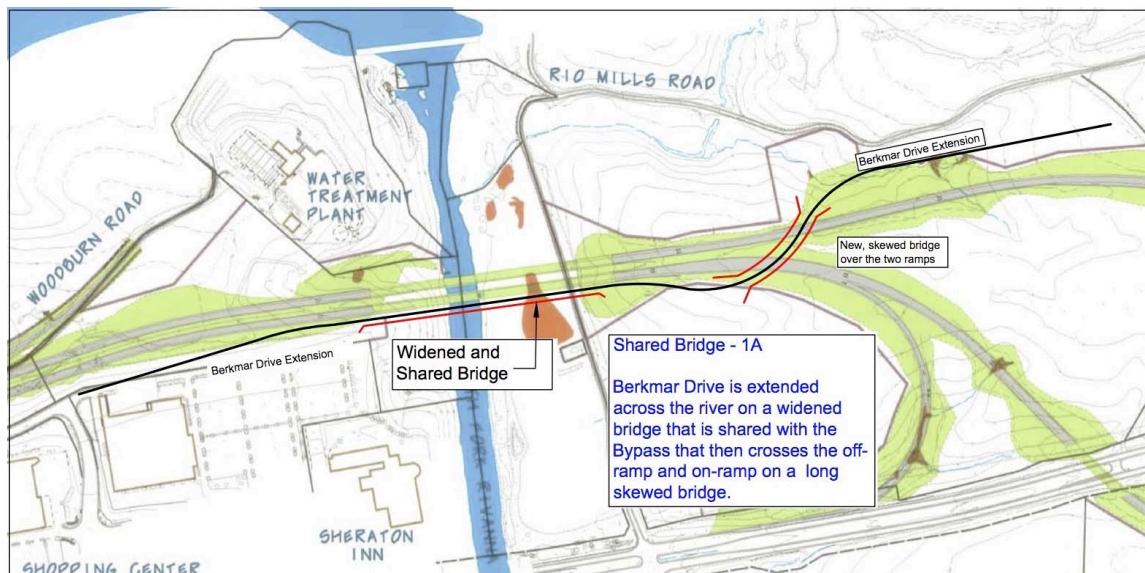 RIO MILLS ROAD
Berkmar Drive Extension
WATER
TREATMENT
PLANT
WOODBURN ROAD
New, skewed bridge
over the two ramps
Berkmar Drive Extension
Widened and
Shared Bridge
Shared Bridge - 1A
Berkmar Drive is extended
across the river on a widened
bridge that is shared with the
Bypass that then crosses the off-
ramp and on-ramp on a  long
skewed bridge.
FORK RIVANNA
SHERATON
INN
SHOPPING CENTER